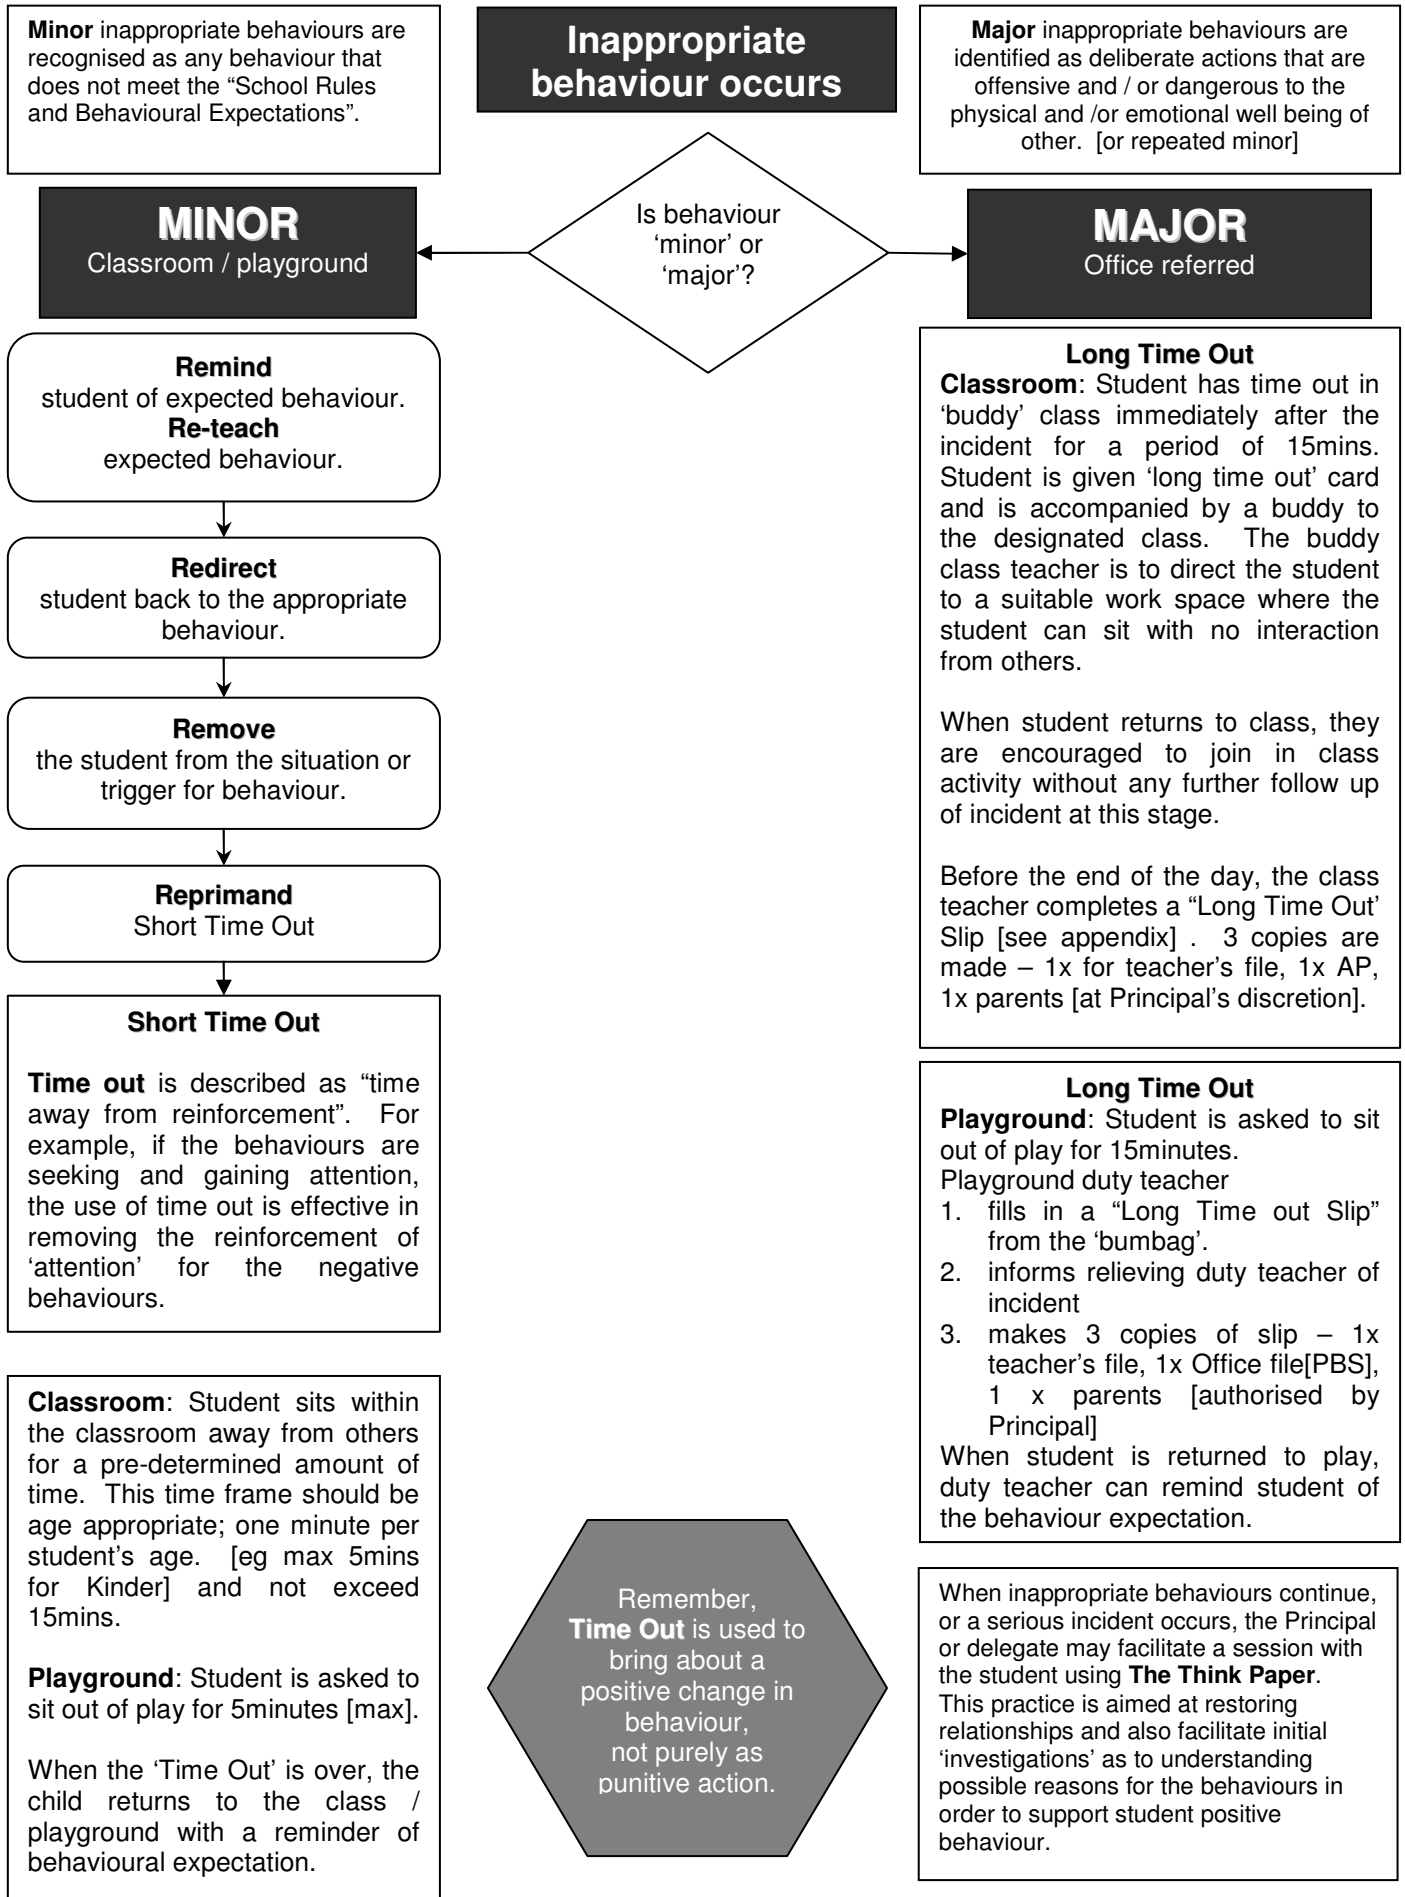 Minor inappropriate behaviours are
recognised as any behaviour that
does not meet the “School Rules
and Behavioural Expectations”.
Inappropriate
behaviour occurs
Major inappropriate behaviours are
identified as deliberate actions that are
offensive and / or dangerous to the
physical and /or emotional well being of
other.  [or repeated minor]
MINOR
Classroom / playground
Is behaviour
‘minor’ or
‘major’?
MAJOR
Office referred
Remind
student of expected behaviour.
Re-teach
expected behaviour.
Redirect
student back to the appropriate
behaviour.
Remove
the student from the situation or
trigger for behaviour.
Reprimand
Short Time Out
Short Time Out
Time out is described as “time
away from reinforcement”.  For
example, if the behaviours are
seeking and gaining attention,
the use of time out is effective in
removing the reinforcement of
‘attention’ for the negative
behaviours.
Classroom: Student sits within
the classroom away from others
for a pre-determined amount of
time.  This time frame should be
age appropriate; one minute per
student’s age.  [eg max 5mins
for Kinder] and not exceed
15mins.
Playground: Student is asked to
sit out of play for 5minutes [max].
When the ‘Time Out’ is over, the
child returns to the class /
playground with a reminder of
behavioural expectation.
Remember,
Time Out is used to
bring about a
positive change in
behaviour,
not purely as
punitive action.
Long Time Out
Classroom: Student has time out in
‘buddy’ class immediately after the
incident for a period of 15mins.
Student is given ‘long time out’ card
and is accompanied by a buddy to
the designated class.  The buddy
class teacher is to direct the student
to a suitable work space where the
student can sit with no interaction
from others.
When student returns to class, they
are encouraged to join in class
activity without any further follow up
of incident at this stage.
Before the end of the day, the class
teacher completes a “Long Time Out’
Slip [see appendix] .  3 copies are
made – 1x for teacher’s file, 1x AP,
1x parents [at Principal’s discretion].
Long Time Out
Playground: Student is asked to sit
out of play for 15minutes.
Playground duty teacher
1. fills in a “Long Time out Slip”
from the ‘bumbag’.
2. informs relieving duty teacher of
incident
3. makes 3 copies of slip – 1x
teacher’s file, 1x Office file[PBS],
1 x parents [authorised by
Principal]
When student is returned to play,
duty teacher can remind student of
the behaviour expectation.
When inappropriate behaviours continue,
or a serious incident occurs, the Principal
or delegate may facilitate a session with
the student using The Think Paper.
This practice is aimed at restoring
relationships and also facilitate initial
‘investigations’ as to understanding
possible reasons for the behaviours in
order to support student positive
behaviour.